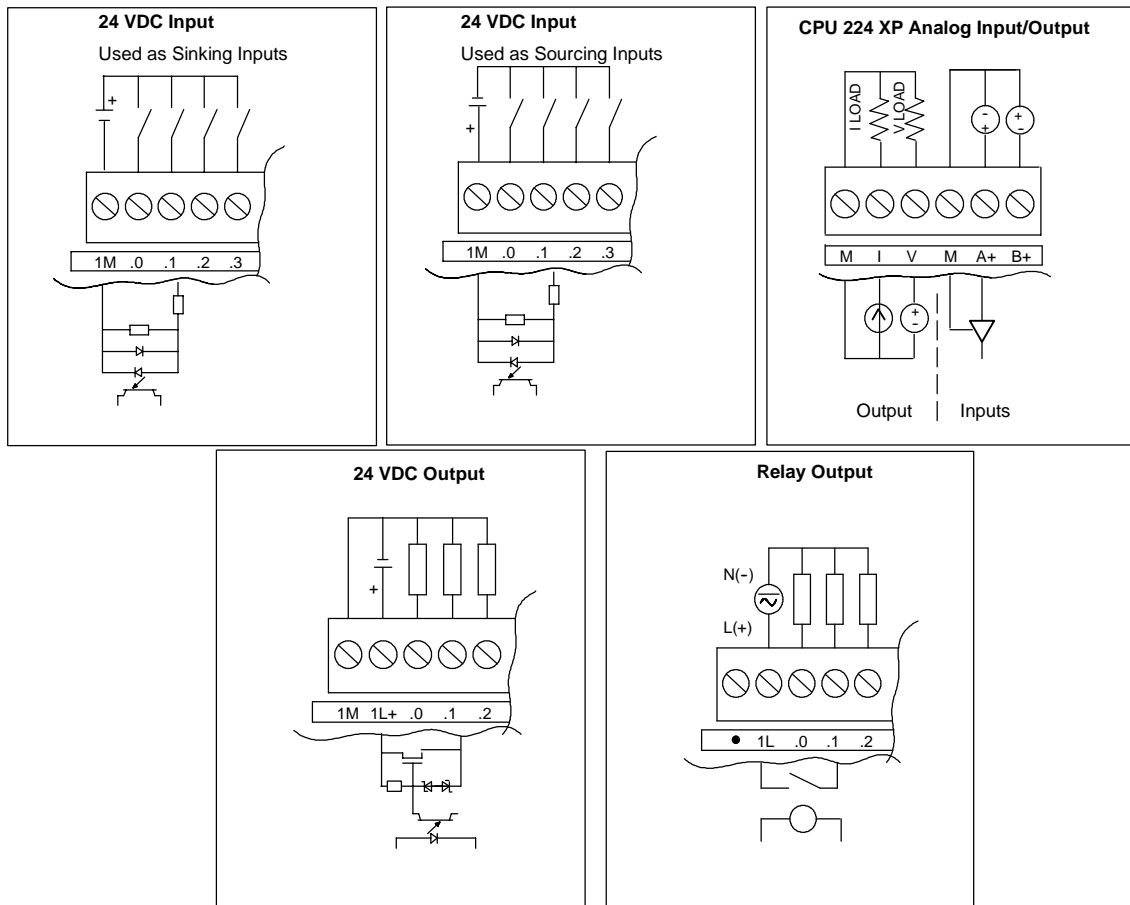 24 VDC Input
Used as Sinking Inputs
+
1M .0 .1 .2 .3
24 VDC Input
Used as Sourcing Inputs
+
1M .0 .1 .2 .3
CPU 224 XP Analog Input/Output
I LOAD
V LOAD
-
+
+
-
M I V M A+ B+
+
-
Output
Inputs
24 VDC Output
+
1M 1L+ .0 .1 .2
Relay Output
N(-)
L(+)
1L .0 .1 .2